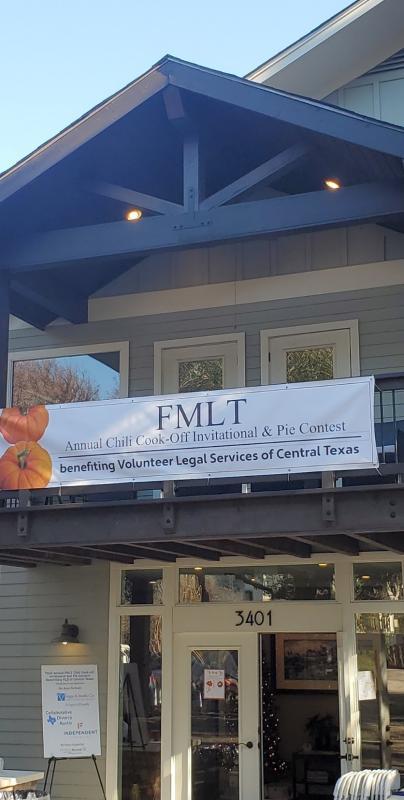 FMLT
Annual Chili Cook-Off Invitational & Pie Contest
benefiting Volunteer Legal Services of Central Texas
3401
Collaborative
Divorce
Austin
INDEPENDENT